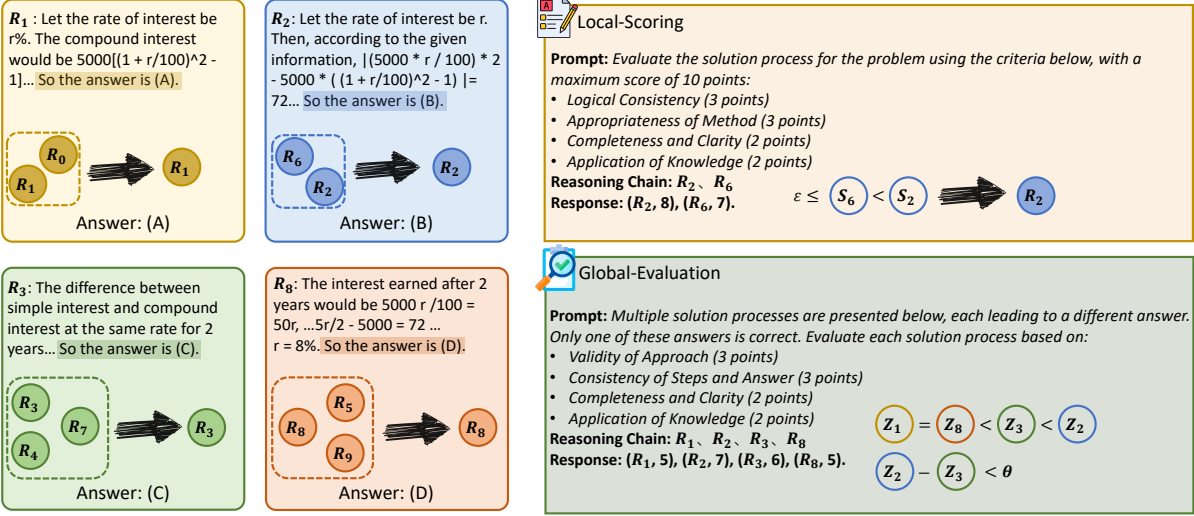 R₁ : Let the rate of interest be
r%. The compound interest
would be 5000[(1 + r/100)^2 -
1]... So the answer is (A).
R₀
R₁
R₁
Answer: (A)
R₂: Let the rate of interest be r.
Then, according to the given
information, |(5000 * r / 100) * 2
- 5000 * ( (1 + r/100)^2 - 1) |=
72... So the answer is (B).
R₆
R₂
R₂
Answer: (B)
R₃: The difference between
simple interest and compound
interest at the same rate for 2
years... So the answer is (C).
R₃
R₇
R₄
R₃
Answer: (C)
R₈: The interest earned after 2
years would be 5000 r /100 =
50r, ...5r/2 - 5000 = 72 ...
r = 8%. So the answer is (D).
R₅
R₈
R₉
R₈
Answer: (D)
A
Local-Scoring
Prompt: Evaluate the solution process for the problem using the criteria below, with a
maximum score of 10 points:
• Logical Consistency (3 points)
• Appropriateness of Method (3 points)
• Completeness and Clarity (2 points)
• Application of Knowledge (2 points)
Reasoning Chain: R₂、R₆
Response: (R₂, 8), (R₆, 7).
ε ≤ S₆ < S₂ R₂
Global-Evaluation
Prompt: Multiple solution processes are presented below, each leading to a different answer.
Only one of these answers is correct. Evaluate each solution process based on:
• Validity of Approach (3 points)
• Consistency of Steps and Answer (3 points)
• Completeness and Clarity (2 points)
• Application of Knowledge (2 points)
Reasoning Chain: R₁、R₂、R₃、R₈
Response: (R₁, 5), (R₂, 7), (R₃, 6), (R₈, 5).
Z₁ = Z₈ < Z₃ < Z₂
Z₂ − Z₃ < θ